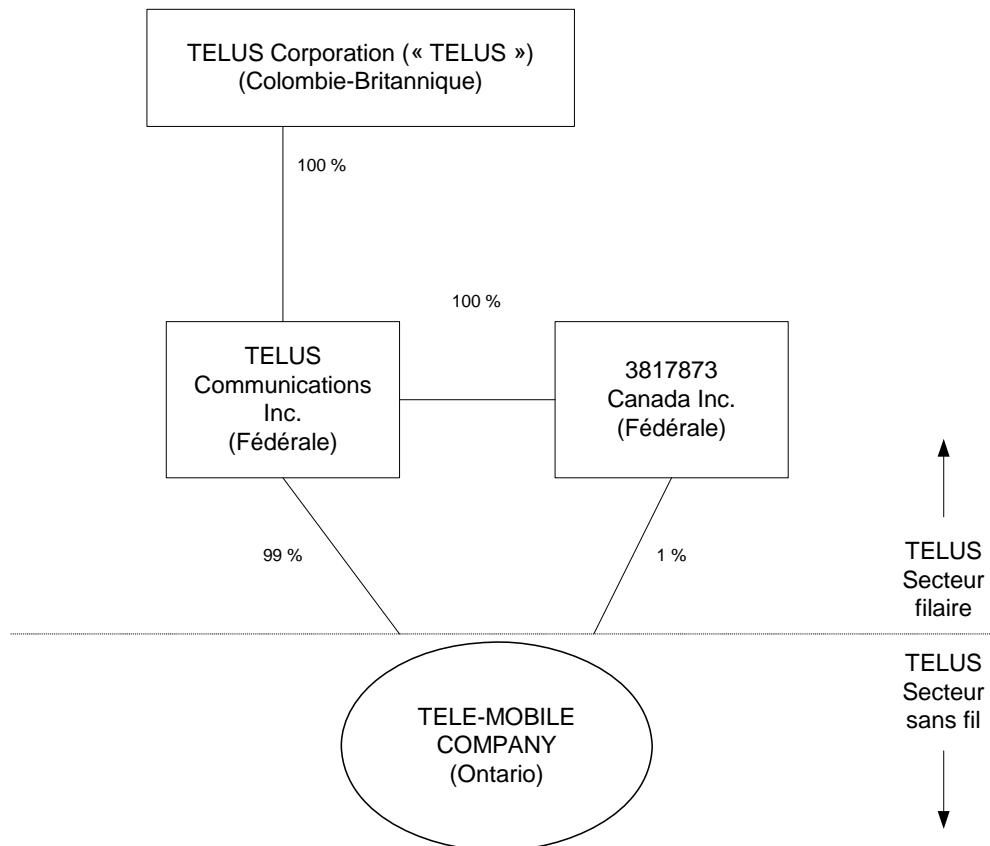 TELUS Corporation (« TELUS »)
(Colombie-Britannique)
100 %
100 %
TELUS
Communications
Inc.
(Fédérale)
3817873
Canada Inc.
(Fédérale)
99 %
1 %
TELUS
Secteur
filaire
TELUS
Secteur
sans fil
TELE-MOBILE
COMPANY
(Ontario)